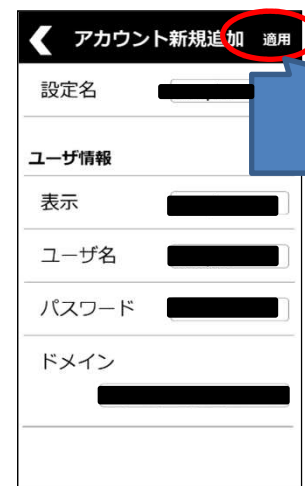 アカウント新規追加 適用
設定名
ユーザ情報
表示
ユーザ名
パスワード
ドメイン